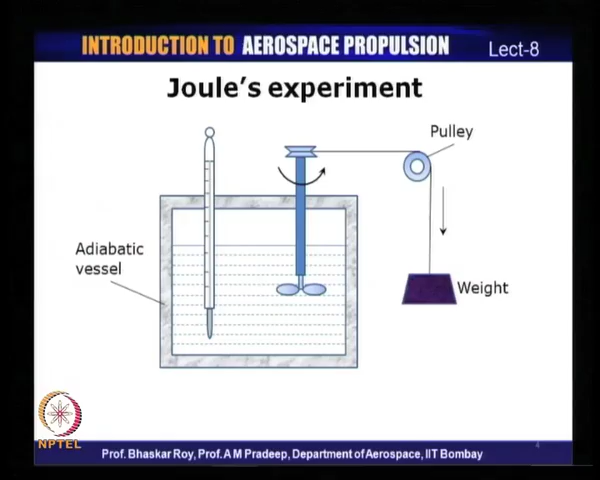 INTRODUCTION TO AEROSPACE PROPULSION
Lect-8
Joule's experiment
Pulley
Adiabatic
vessel
Weight
NPTEL
4
Prof. Bhaskar Roy, Prof. A M Pradeep, Department of Aerospace, IIT Bombay